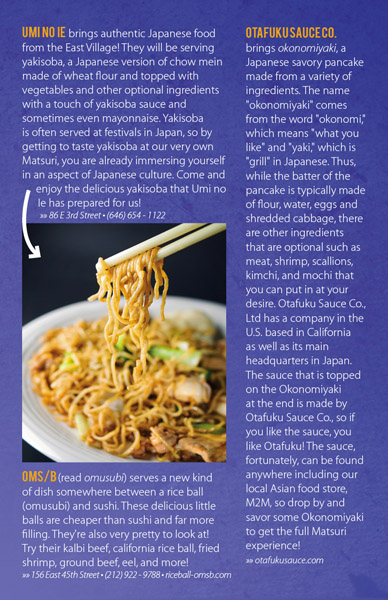 UMI NO IE brings authentic Japanese food
from the East Village! They will be serving
yakisoba, a Japanese version of chow mein
made of wheat flour and topped with
vegetables and other optional ingredients
with a touch of yakisoba sauce and
sometimes even mayonnaise. Yakisoba
is often served at festivals in Japan, so by
getting to taste yakisoba at our very own
Matsuri, you are already immersing yourself
in an aspect of Japanese culture. Come and
enjoy the delicious yakisoba that Umi no
Ie has prepared for us!
»» 86 E 3rd Street • (646) 654 - 1122
OMS/B (read omusubi) serves a new kind
of dish somewhere between a rice ball
(omusubi) and sushi. These delicious little
balls are cheaper than sushi and far more
filling. They're also very pretty to look at!
Try their kalbi beef, california rice ball, fried
shrimp, ground beef, eel, and more!
»» 156 East 45th Street • (212) 922 - 9788 • riceball-omsb.com
OTAFUKU SAUCE CO.
brings okonomiyaki, a
Japanese savory pancake
made from a variety of
ingredients. The name
"okonomiyaki" comes
from the word "okonomi,"
which means "what you
like" and "yaki," which is
"grill" in Japanese. Thus,
while the batter of the
pancake is typically made
of flour, water, eggs and
shredded cabbage, there
are other ingredients
that are optional such as
meat, shrimp, scallions,
kimchi, and mochi that
you can put in at your
desire. Otafuku Sauce Co.,
Ltd has a company in the
U.S. based in California
as well as its main
headquarters in Japan.
The sauce that is topped
on the Okonomiyaki
at the end is made by
Otafuku Sauce Co., so if
you like the sauce, you
like Otafuku! The sauce,
fortunately, can be found
anywhere including our
local Asian food store,
M2M, so drop by and
savor some Okonomiyaki
to get the full Matsuri
experience!
»» otafukusauce.com